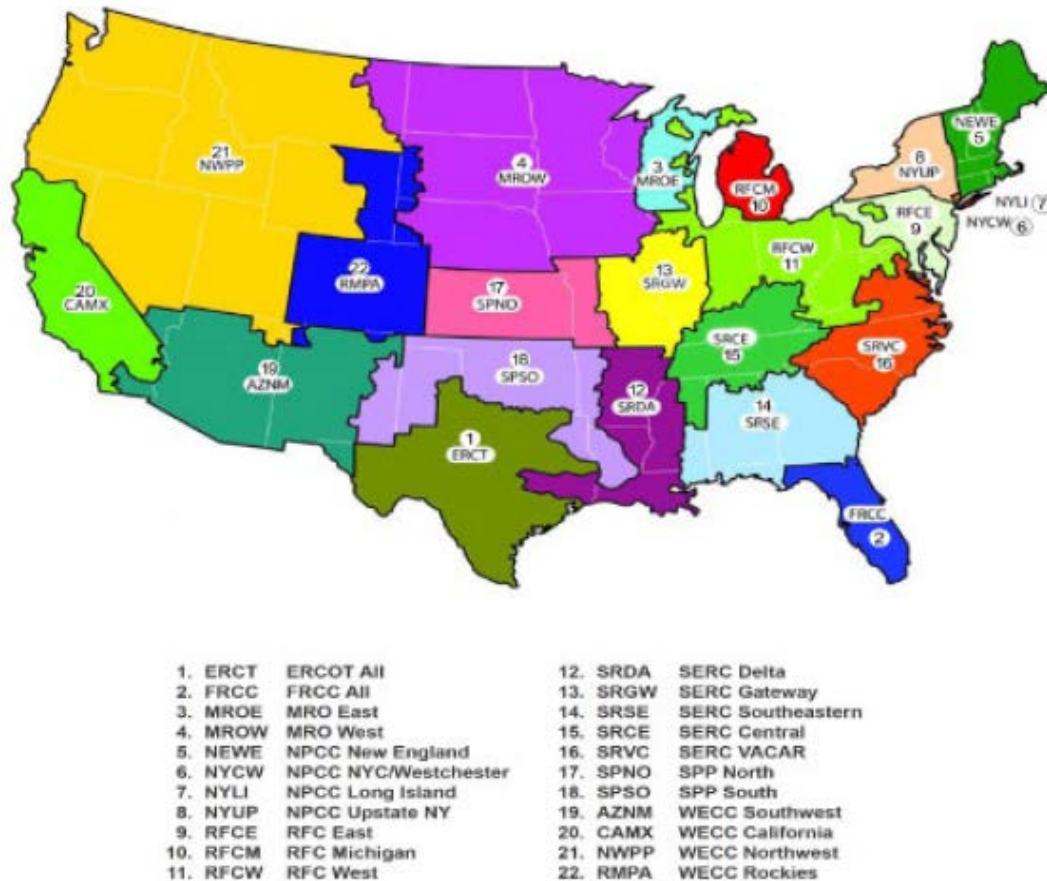 21
NWPP
4
MROW
3
MROE
RFCM
10
NEWE
5
8
NYUP
NYLI 7
NYCW 6
RFCE
9
RFCW
11
20
CAMX
22
RMPA
17
SPNO
13
SRGW
SRCE
15
SRVC
16
19
AZNM
18
SPSO
12
SRDA
14
SRSE
1
ERCT
FRCC
2
1. ERCT ERCOT All
2. FRCC FRCC All
3. MROE MRO East
4. MROW MRO West
5. NEWE NPCC New England
6. NYCW NPCC NYC/Westchester
7. NYLI NPCC Long Island
8. NYUP NPCC Upstate NY
9. RFCE RFC East
10. RFCM RFC Michigan
11. RFCW RFC West
12. SRDA SERC Delta
13. SRGW SERC Gateway
14. SRSE SERC Southeastern
15. SRCE SERC Central
16. SRVC SERC VACAR
17. SPNO SPP North
18. SPSO SPP South
19. AZNM WECC Southwest
20. CAMX WECC California
21. NWPP WECC Northwest
22. RMPA WECC Rockies